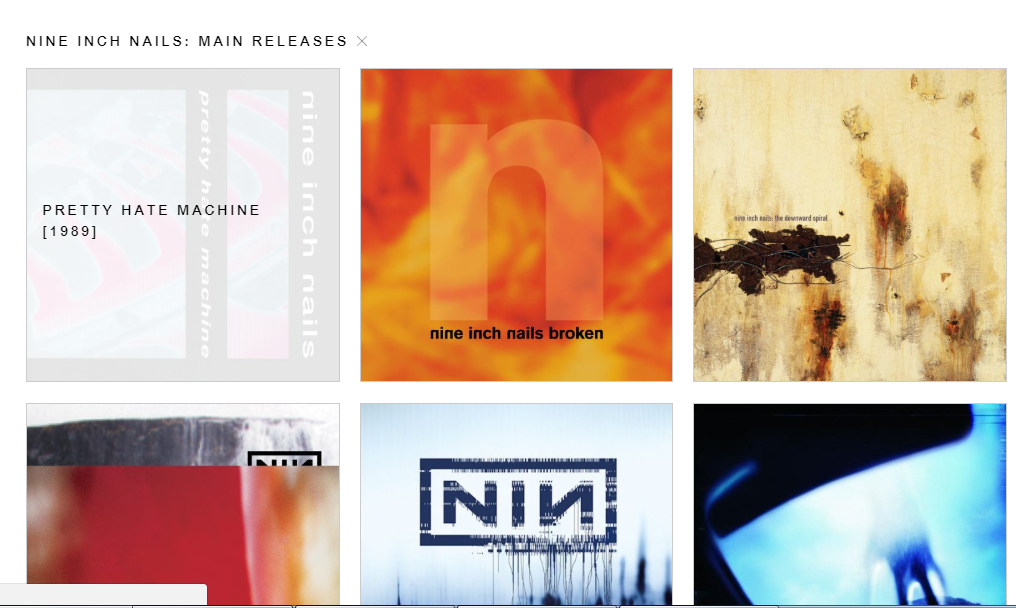 NINE INCH NAILS: MAIN RELEASES ×
PRETTY HATE MACHINE
[1989]
pretty hate machine
nine inch nails
nine inch nails broken
nine inch nails: the downward spiral
NIN
NIN